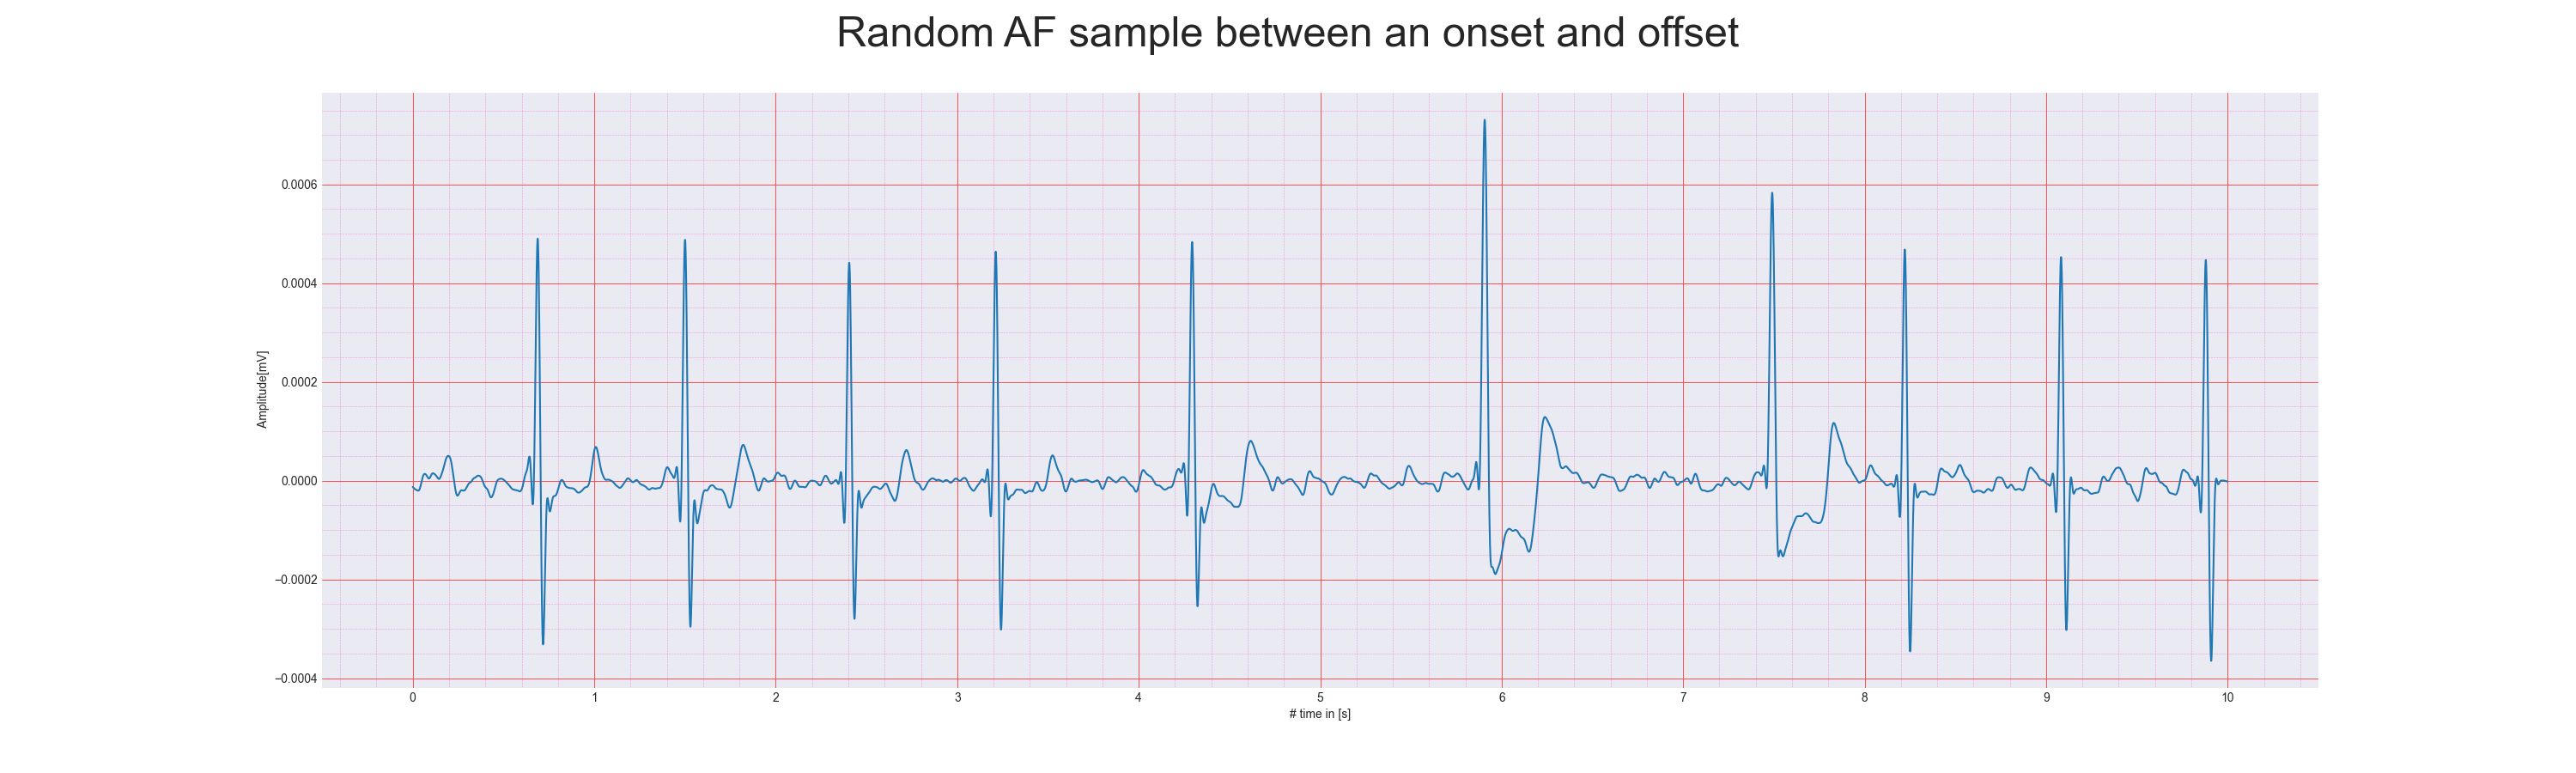 Random AF sample between an onset and offset
0.0006
0.0004
0.0002
0.0000
−0.0002
−0.0004
Amplitude[mV]
0 1 2 3 4 5 6 7 8 9 10
# time in [s]